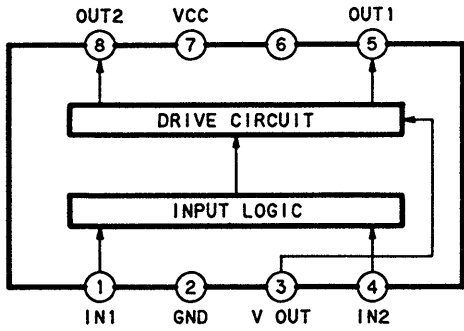 OUT2 VCC OUT1
8 7 6 5
DRIVE CIRCUIT
INPUT LOGIC
1 2 3 4
IN1 GND V OUT IN2